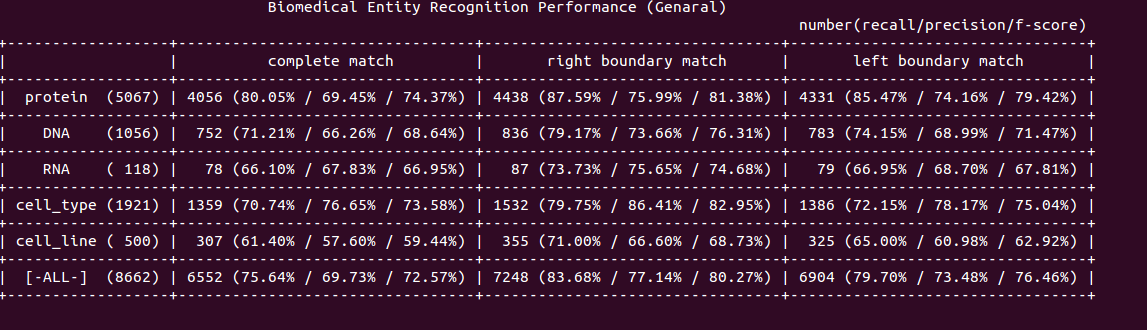 Biomedical Entity Recognition Performance (Genaral)
number(recall/precision/f-score)
+-------------------+----------------------------------+----------------------------------+---------------------------------+
|                   |          complete match          |       right boundary match       |       left boundary match       |
+-------------------+----------------------------------+----------------------------------+---------------------------------+
|  protein  (5067) | 4056 (80.05% / 69.45% / 74.37%) | 4438 (87.59% / 75.99% / 81.38%) | 4331 (85.47% / 74.16% / 79.42%) |
+-------------------+----------------------------------+----------------------------------+---------------------------------+
|    DNA    (1056) |  752 (71.21% / 66.26% / 68.64%) |  836 (79.17% / 73.66% / 76.31%) |  783 (74.15% / 68.99% / 71.47%) |
+-------------------+----------------------------------+----------------------------------+---------------------------------+
|    RNA    ( 118) |   78 (66.10% / 67.83% / 66.95%) |   87 (73.73% / 75.65% / 74.68%) |   79 (66.95% / 68.70% / 67.81%) |
+-------------------+----------------------------------+----------------------------------+---------------------------------+
| cell_type (1921) | 1359 (70.74% / 76.65% / 73.58%) | 1532 (79.75% / 86.41% / 82.95%) | 1386 (72.15% / 78.17% / 75.04%) |
+-------------------+----------------------------------+----------------------------------+---------------------------------+
| cell_line ( 500) |  307 (61.40% / 57.60% / 59.44%) |  355 (71.00% / 66.60% / 68.73%) |  325 (65.00% / 60.98% / 62.92%) |
+-------------------+----------------------------------+----------------------------------+---------------------------------+
|  [-ALL-]  (8662) | 6552 (75.64% / 69.73% / 72.57%) | 7248 (83.68% / 77.14% / 80.27%) | 6904 (79.70% / 73.48% / 76.46%) |
+-------------------+----------------------------------+----------------------------------+---------------------------------+